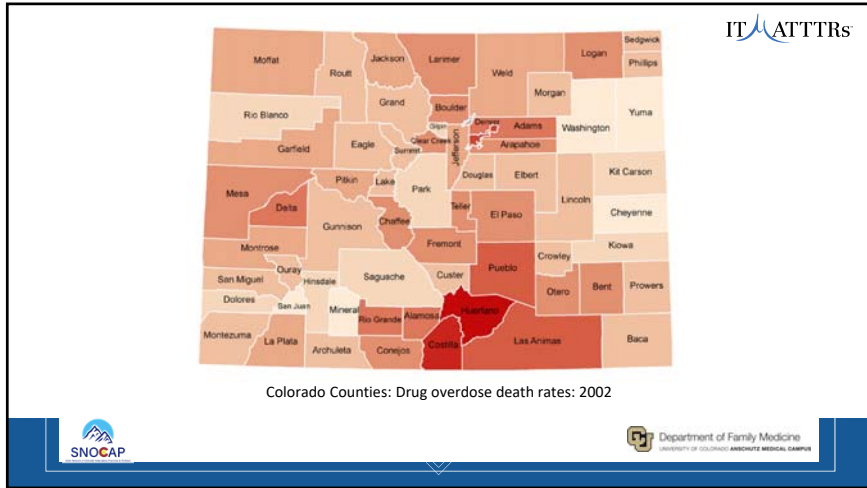 IT MATTTRs
Moffat
Routt
Jackson
Larimer
Weld
Logan
Sedgwick
Phillips
Morgan
Grand
Boulder
Rio Blanco
Gilpin
Denver
Adams
Washington
Yuma
Clear Creek
Arapahoe
Garfield
Eagle
Summit
Jefferson
Douglas
Elbert
Kit Carson
Pitkin
Lake
Park
Lincoln
Mesa
Delta
Gunnison
Chaffee
Teller
El Paso
Cheyenne
Fremont
Kiowa
Montrose
Crowley
Pueblo
Ouray
San Miguel
Hinsdale
Saguache
Custer
Otero
Bent
Prowers
Dolores
San Juan
Mineral
Rio Grande
Alamosa
Huerfano
Montezuma
La Plata
Archuleta
Conejos
Costilla
Las Animas
Baca
Colorado Counties: Drug overdose death rates: 2002
SNOCAP
Department of Family Medicine
UNIVERSITY OF COLORADO ANSCHUTZ MEDICAL CAMPUS